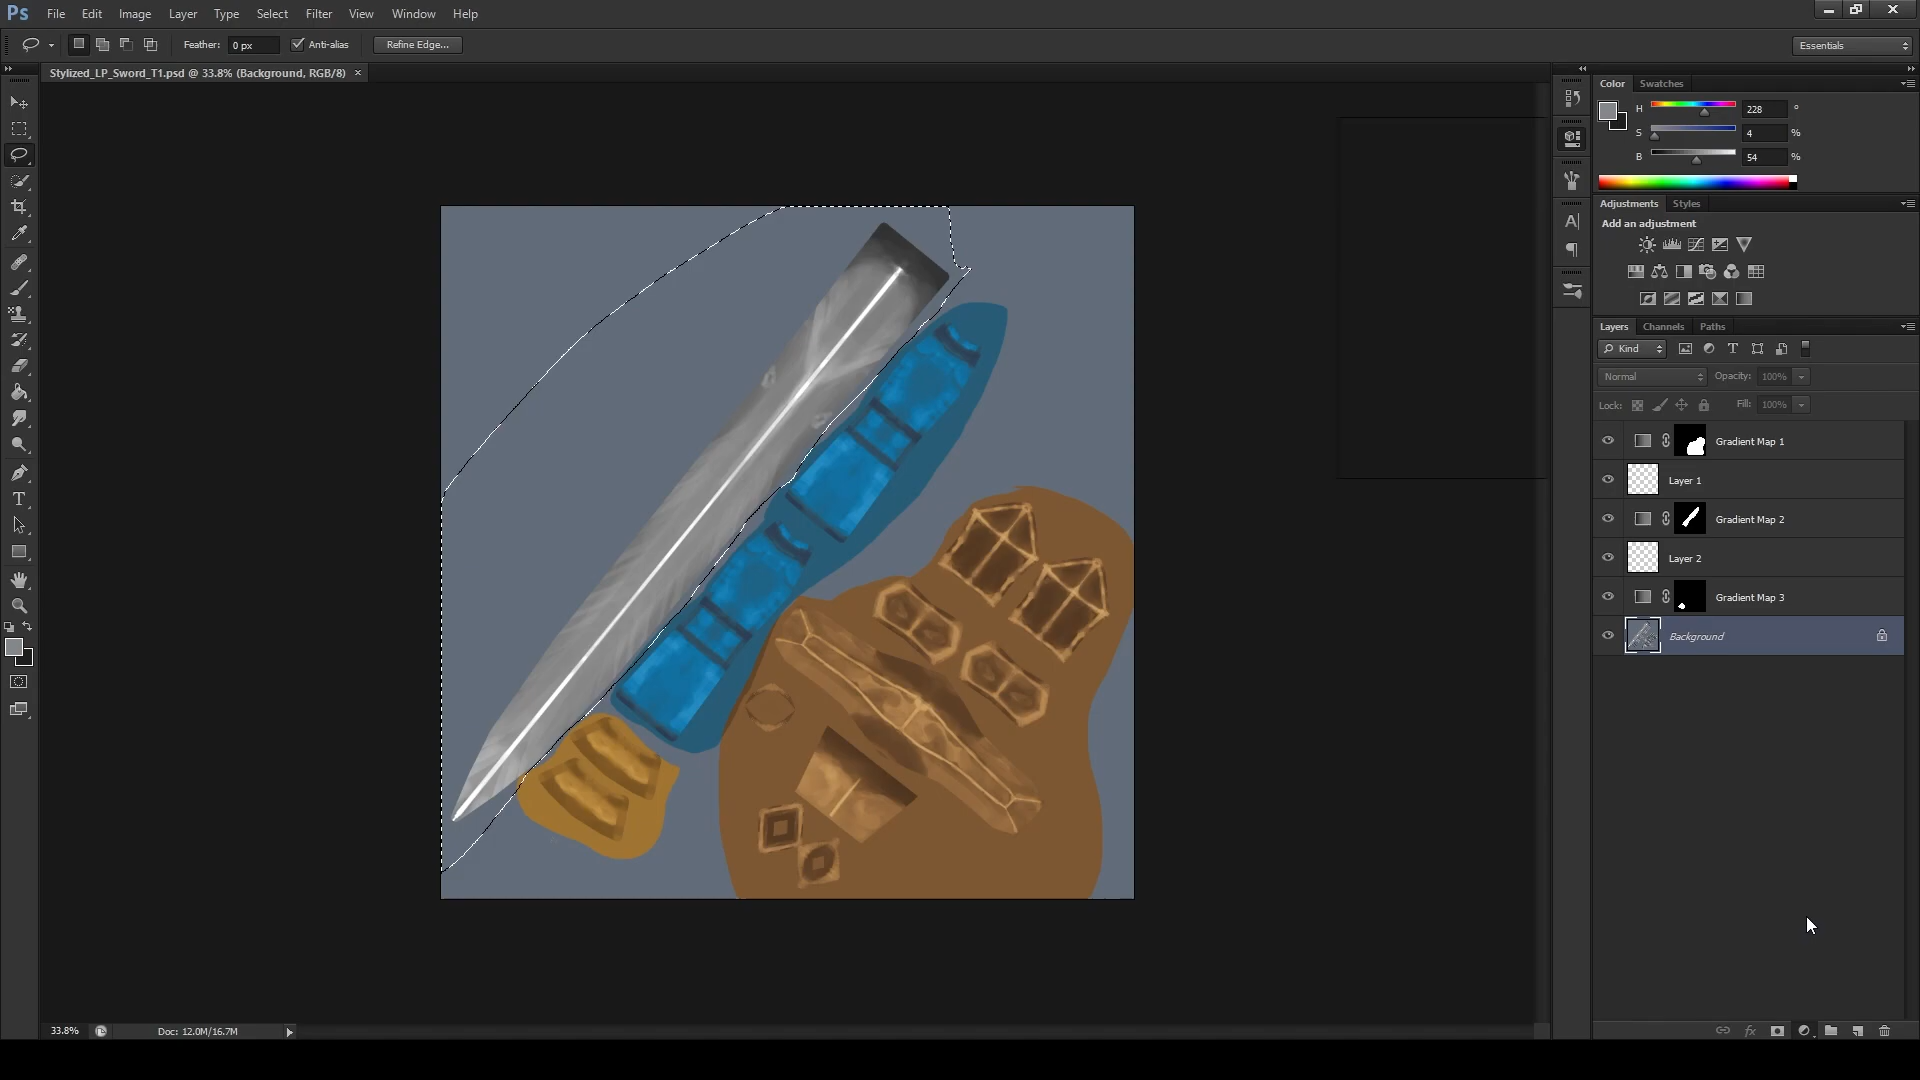 Ps File Edit Image Layer Type Select Filter View Window Help
Feather: 0 px Anti-alias Refine Edge... Essentials
Stylized_LP_Sword_T1.psd @ 33.8% (Background, RGB/8) ×
Color Swatches
H 228 °
S 4 %
B 54 %
Adjustments Styles
Add an adjustment
Layers Channels Paths
Kind
Normal Opacity: 100%
Lock: Fill: 100%
Gradient Map 1
Layer 1
Gradient Map 2
Layer 2
Gradient Map 3
Background
33.8% Doc: 12.0M/16.7M